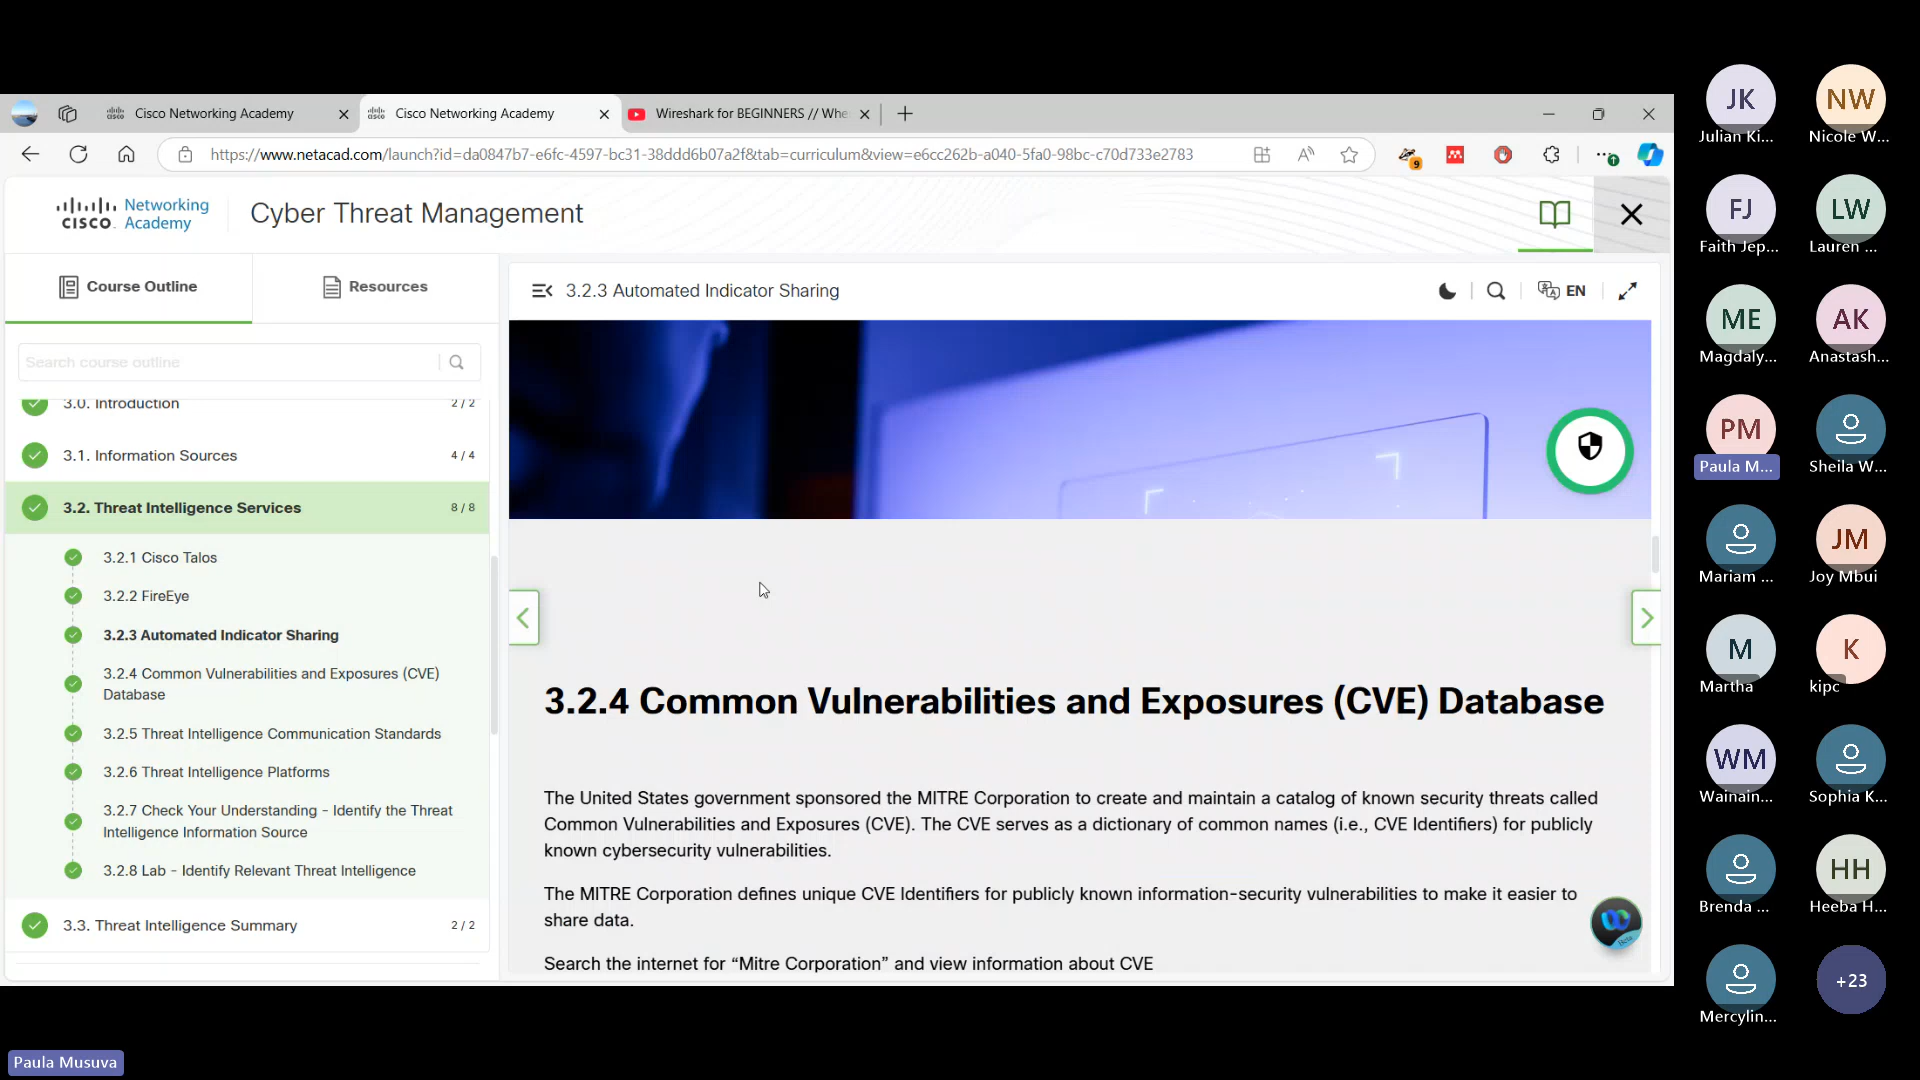 Cisco Networking Academy
Cisco Networking Academy
Wireshark for BEGINNERS // Whe
https://www.netacad.com/launch?id=da0847b7-e6fc-4597-bc31-38ddd6b07a2f&tab=curriculum&view=e6cc262b-a040-5fa0-98bc-c70d733e2783
9
CISCO Networking Academy
Cyber Threat Management
Course Outline
Resources
Search course outline
3.0. Introduction 2 / 2
3.1. Information Sources 4 / 4
3.2. Threat Intelligence Services 8 / 8
3.2.1 Cisco Talos
3.2.2 FireEye
3.2.3 Automated Indicator Sharing
3.2.4 Common Vulnerabilities and Exposures (CVE)
Database
3.2.5 Threat Intelligence Communication Standards
3.2.6 Threat Intelligence Platforms
3.2.7 Check Your Understanding - Identify the Threat
Intelligence Information Source
3.2.8 Lab - Identify Relevant Threat Intelligence
3.3. Threat Intelligence Summary 2 / 2
3.2.3 Automated Indicator Sharing
EN
3.2.4 Common Vulnerabilities and Exposures (CVE) Database
The United States government sponsored the MITRE Corporation to create and maintain a catalog of known security threats called
Common Vulnerabilities and Exposures (CVE). The CVE serves as a dictionary of common names (i.e., CVE Identifiers) for publicly
known cybersecurity vulnerabilities.
The MITRE Corporation defines unique CVE Identifiers for publicly known information-security vulnerabilities to make it easier to
share data.
Search the internet for “Mitre Corporation” and view information about CVE
Beta
JK
Julian Ki...
NW
Nicole W...
FJ
Faith Jep...
LW
Lauren ...
ME
Magdaly...
AK
Anastash...
PM
Paula M...
Sheila W...
Mariam ...
JM
Joy Mbui
M
Martha
K
kipc
WM
Wainain...
Sophia K...
Brenda ...
HH
Heeba H...
Mercylin...
+23
Paula Musuva